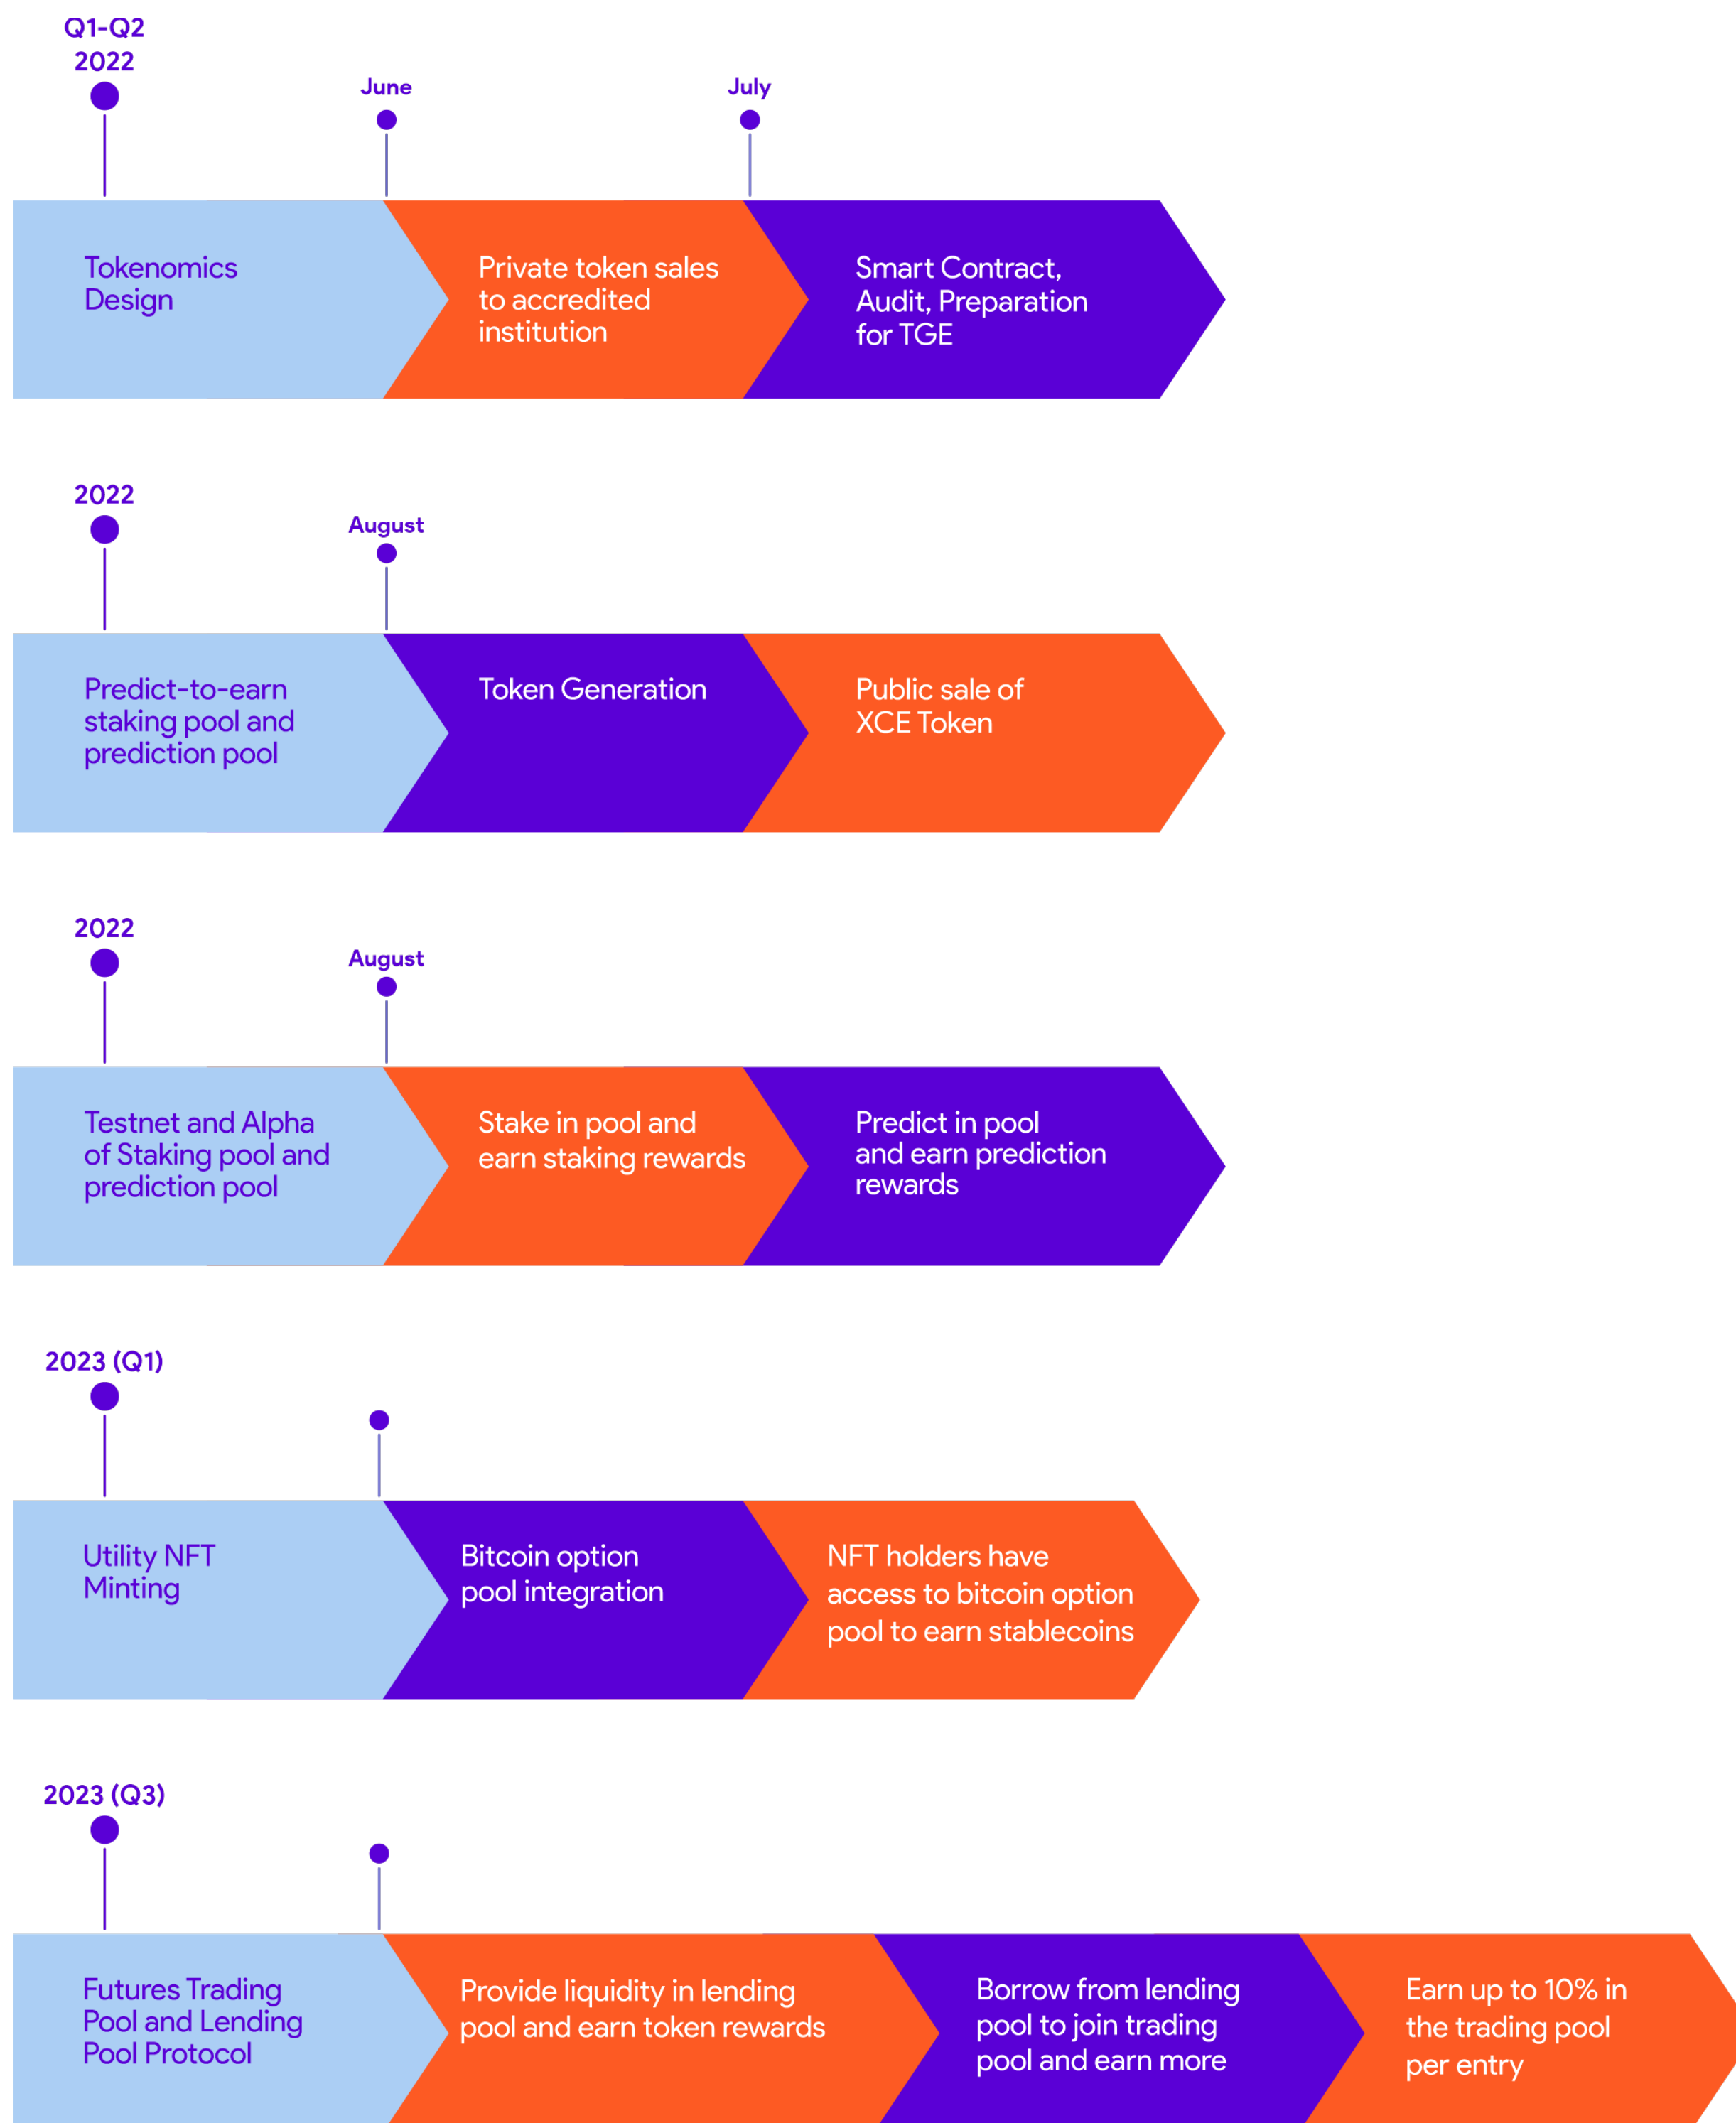 Q1-Q2
2022
June
July
Tokenomics
Design
Private token sales
to accredited
institution
Smart Contract,
Audit, Preparation
for TGE
2022
August
Predict-to-earn
staking pool and
prediction pool
Token Generation
Public sale of
XCE Token
2022
August
Testnet and Alpha
of Staking pool and
prediction pool
Stake in pool and
earn staking rewards
Predict in pool
and earn prediction
rewards
2023 (Q1)
Utility NFT
Minting
Bitcoin option
pool integration
NFT holders have
access to bitcoin option
pool to earn stablecoins
2023 (Q3)
Futures Trading
Pool and Lending
Pool Protocol
Provide liquidity in lending
pool and earn token rewards
Borrow from lending
pool to join trading
pool and earn more
Earn up to 10% in
the trading pool
per entry